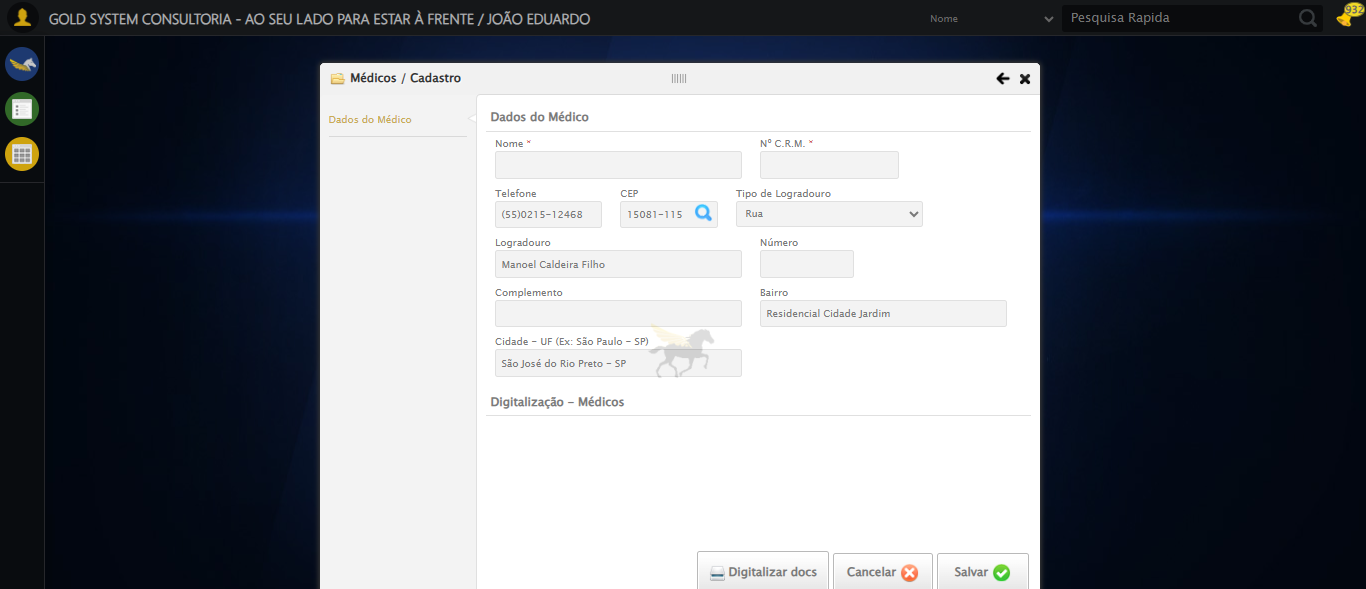 GOLD SYSTEM CONSULTORIA - AO SEU LADO PARA ESTAR À FRENTE / JOÃO EDUARDO
Nome
Pesquisa Rapida
932
Médicos / Cadastro
Dados do Médico
Dados do Médico
Nome *
Nº C.R.M. *
Telefone
CEP
Tipo de Logradouro
(55)0215-12468
15081-115
Rua
Logradouro
Número
Manoel Caldeira Filho
Complemento
Bairro
Residencial Cidade Jardim
Cidade - UF (Ex: São Paulo - SP)
São José do Rio Preto - SP
Digitalização - Médicos
Digitalizar docs
Cancelar
Salvar